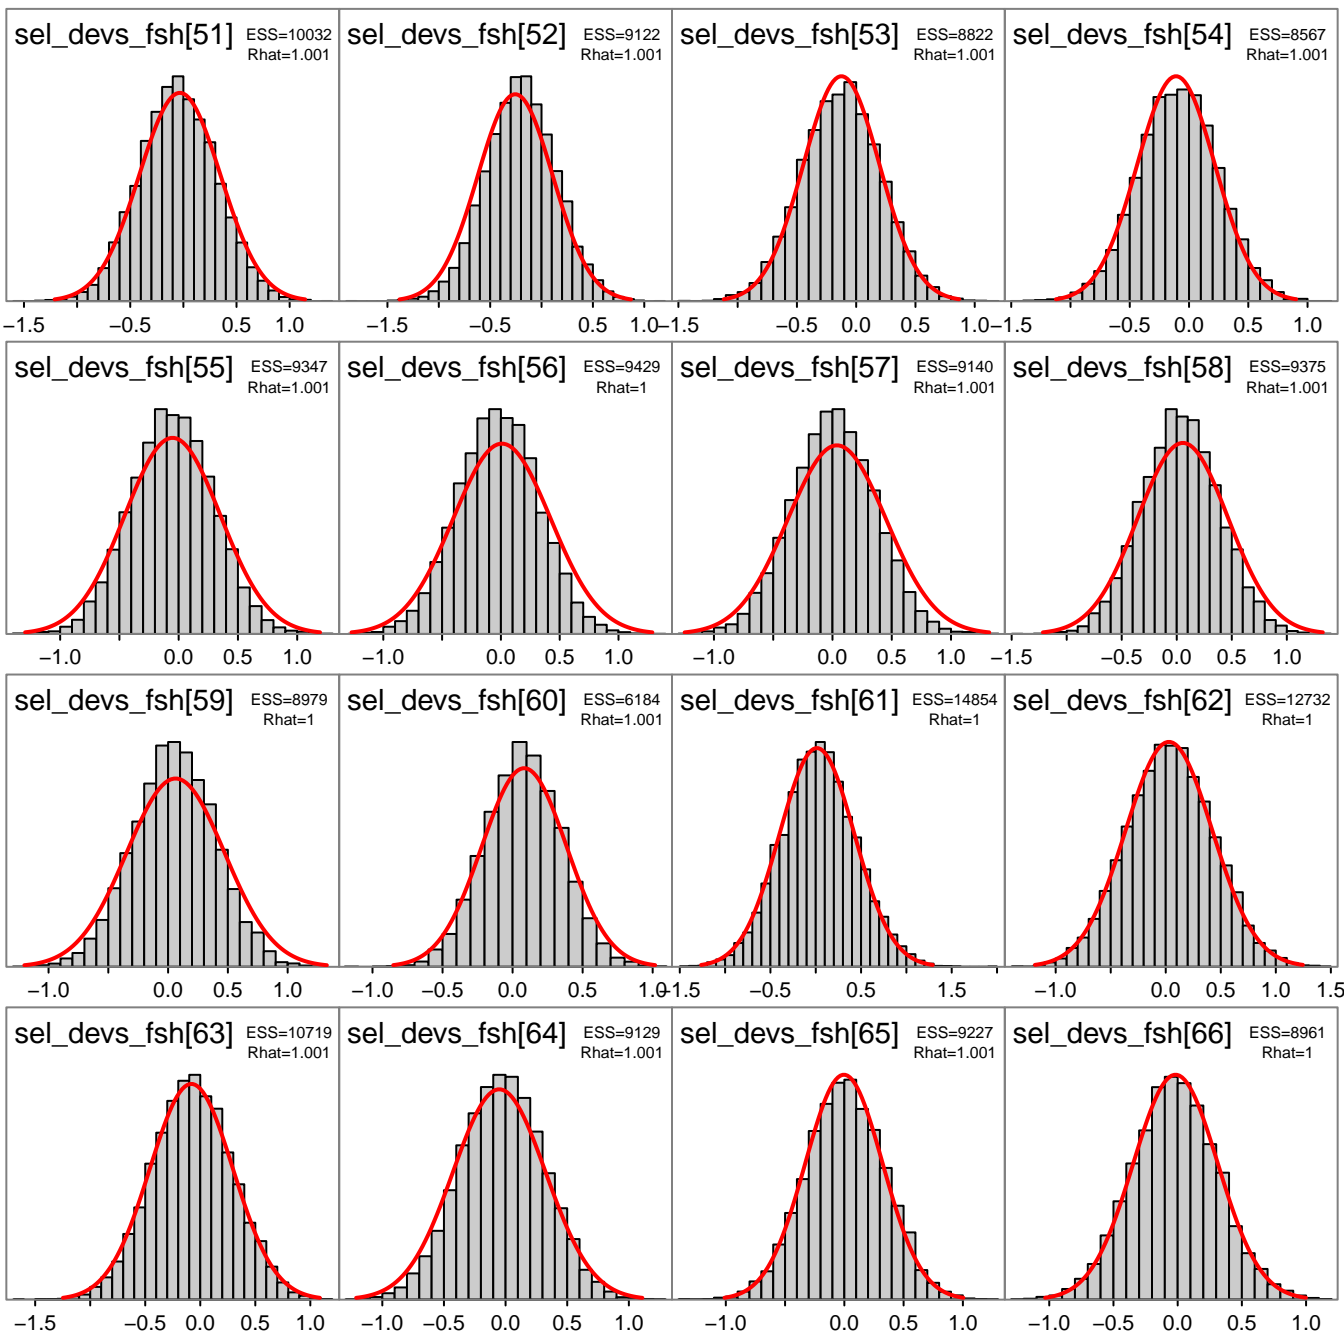 sel_devs_fsh[51] ESS=10032
Rhat=1.001
sel_devs_fsh[52] ESS=9122
Rhat=1.001
sel_devs_fsh[53] ESS=8822
Rhat=1.001
sel_devs_fsh[54] ESS=8567
Rhat=1.001
−1.5 −0.5 0.5 1.0
−1.5 −0.5 0.0 0.5 1.0
−1.5 −0.5 0.0 0.5 1.0
−1.5 −0.5 0.0 0.5 1.0
sel_devs_fsh[55] ESS=9347
Rhat=1.001
sel_devs_fsh[56] ESS=9429
Rhat=1
sel_devs_fsh[57] ESS=9140
Rhat=1.001
sel_devs_fsh[58] ESS=9375
Rhat=1.001
−1.0 0.0 0.5 1.0
−1.0 0.0 0.5 1.0
−1.0 0.0 0.5 1.0
−1.5 −0.5 0.0 0.5 1.0
sel_devs_fsh[59] ESS=8979
Rhat=1
sel_devs_fsh[60] ESS=6184
Rhat=1.001
sel_devs_fsh[61] ESS=14854
Rhat=1
sel_devs_fsh[62] ESS=12732
Rhat=1
−1.0 0.0 0.5 1.0
−1.0 −0.5 0.0 0.5 1.0
−1.5 −0.5 0.5 1.5
−1.0 0.0 0.5 1.0 1.5
sel_devs_fsh[63] ESS=10719
Rhat=1.001
sel_devs_fsh[64] ESS=9129
Rhat=1.001
sel_devs_fsh[65] ESS=9227
Rhat=1.001
sel_devs_fsh[66] ESS=8961
Rhat=1
−1.5 −0.5 0.0 0.5 1.0
−1.0 0.0 0.5 1.0
−1.0 0.0 0.5 1.0
−1.0 −0.5 0.0 0.5 1.0